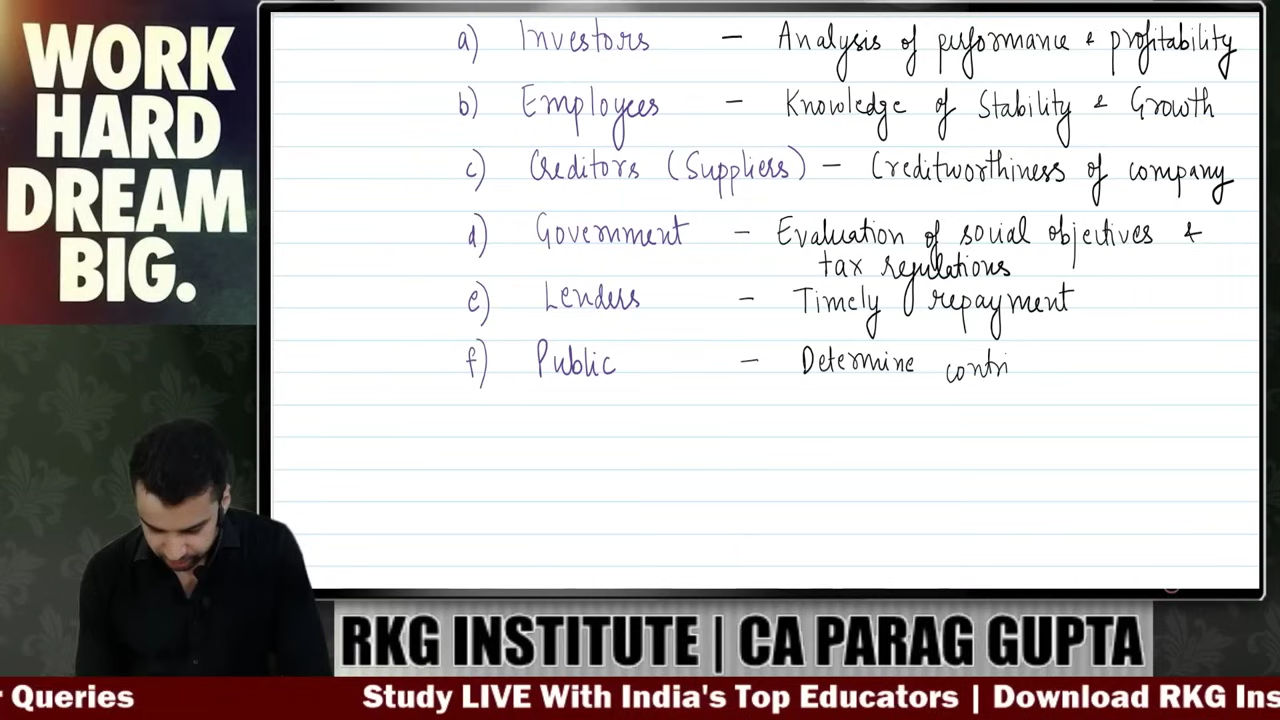 WORK
HARD
DREAM
BIG.
a) Investors - Analysis of performance & profitability
b) Employees - Knowledge of Stability & Growth
c) Creditors (Suppliers) - Creditworthiness of company
d) Government - Evaluation of social objectives &
tax regulations
e) Lenders - Timely repayment
f) Public - Determine contri
RKG INSTITUTE | CA PARAG GUPTA
r Queries Study LIVE With India's Top Educators | Download RKG Ins